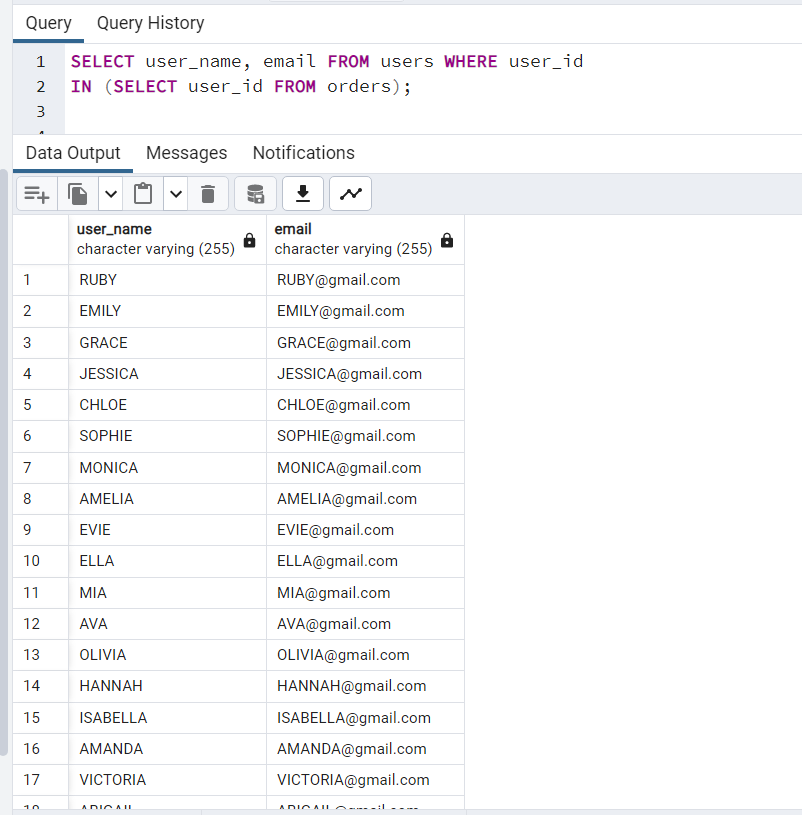 Query Query History
1 SELECT user_name, email FROM users WHERE user_id
2 IN (SELECT user_id FROM orders);
3
Data Output Messages Notifications
user_name email
character varying (255) character varying (255)
1 RUBY RUBY@gmail.com
2 EMILY EMILY@gmail.com
3 GRACE GRACE@gmail.com
4 JESSICA JESSICA@gmail.com
5 CHLOE CHLOE@gmail.com
6 SOPHIE SOPHIE@gmail.com
7 MONICA MONICA@gmail.com
8 AMELIA AMELIA@gmail.com
9 EVIE EVIE@gmail.com
10 ELLA ELLA@gmail.com
11 MIA MIA@gmail.com
12 AVA AVA@gmail.com
13 OLIVIA OLIVIA@gmail.com
14 HANNAH HANNAH@gmail.com
15 ISABELLA ISABELLA@gmail.com
16 AMANDA AMANDA@gmail.com
17 VICTORIA VICTORIA@gmail.com